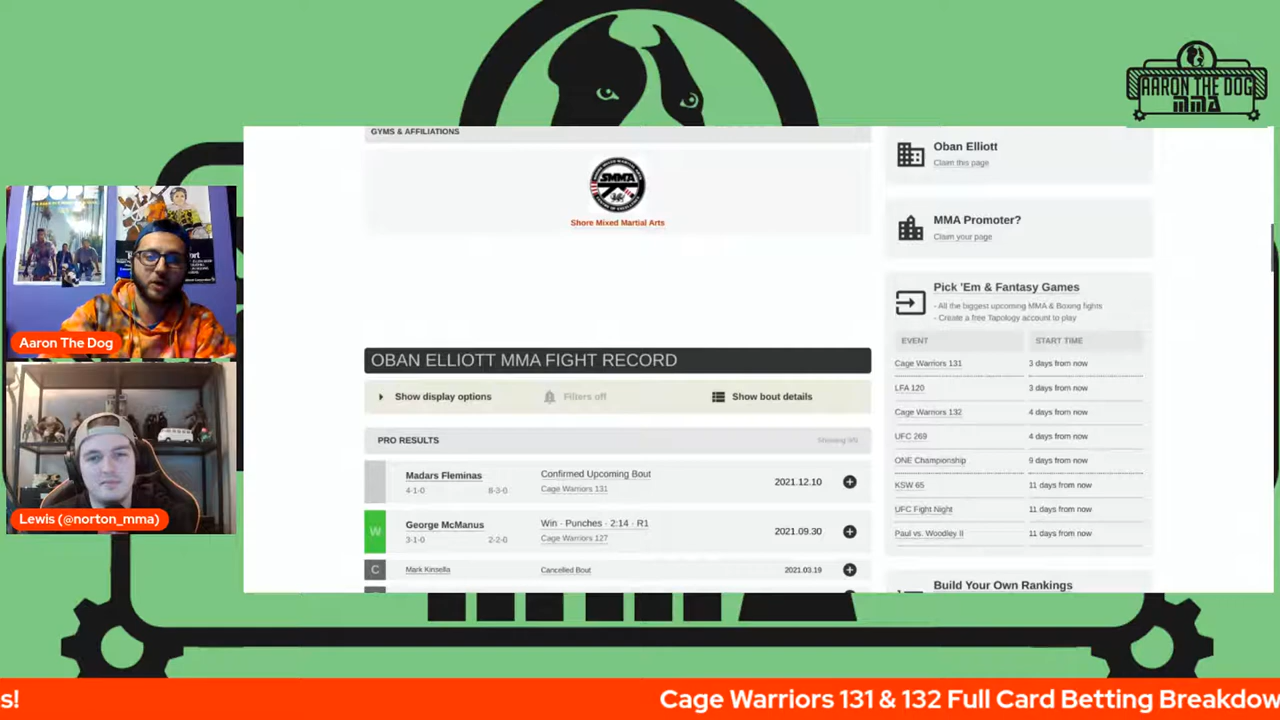 AARON THE DOG
MMA
GYMS & AFFILIATIONS
SMMA
Shore Mixed Martial Arts
Oban Elliott
Claim this page
MMA Promoter?
Claim your page
Pick 'Em & Fantasy Games
- All the biggest upcoming MMA & Boxing fights
- Create a free Tapology account to play
EVENT START TIME
Cage Warriors 131 3 days from now
LFA 120 3 days from now
Cage Warriors 132 4 days from now
UFC 269 4 days from now
ONE Championship 9 days from now
KSW 65 11 days from now
UFC Fight Night 11 days from now
Paul vs. Woodley II 11 days from now
Build Your Own Rankings
OBAN ELLIOTT MMA FIGHT RECORD
Show display options Filters off Show bout details
PRO RESULTS
Madars Fleminas Confirmed Upcoming Bout 2021.12.10
4-1-0 8-3-0 Cage Warriors 131
W George McManus Win · Punches · 2:14 · R1 2021.09.30
3-1-0 2-2-0 Cage Warriors 127
C Mark Kinsella Cancelled Bout 2021.03.19
DOPE
Aaron The Dog
Lewis (@norton_mma)
s! Cage Warriors 131 & 132 Full Card Betting Breakdow